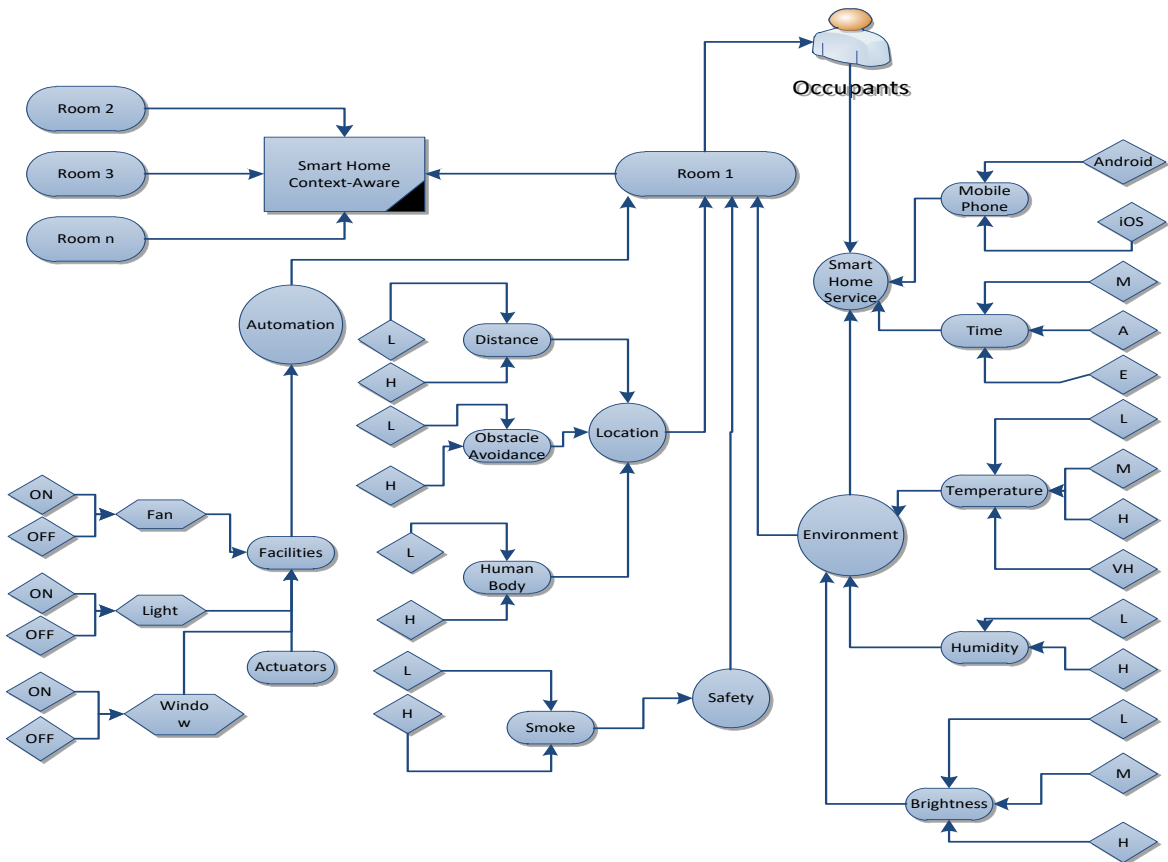 Occupants
Room 2
Smart Home
Context-Aware
Room 3
Room 1
Room n
Android
Mobile
Phone
iOS
Smart
Home
Service
M
Time
A
E
Automation
L
Distance
H
L
Obstacle
Avoidance
H
Location
L
Human
Body
H
L
Temperature
M
H
VH
Environment
ON
Fan
OFF
Facilities
ON
Light
OFF
Actuators
ON
Windo
w
OFF
L
H
Smoke
Safety
L
Humidity
H
L
M
Brightness
H